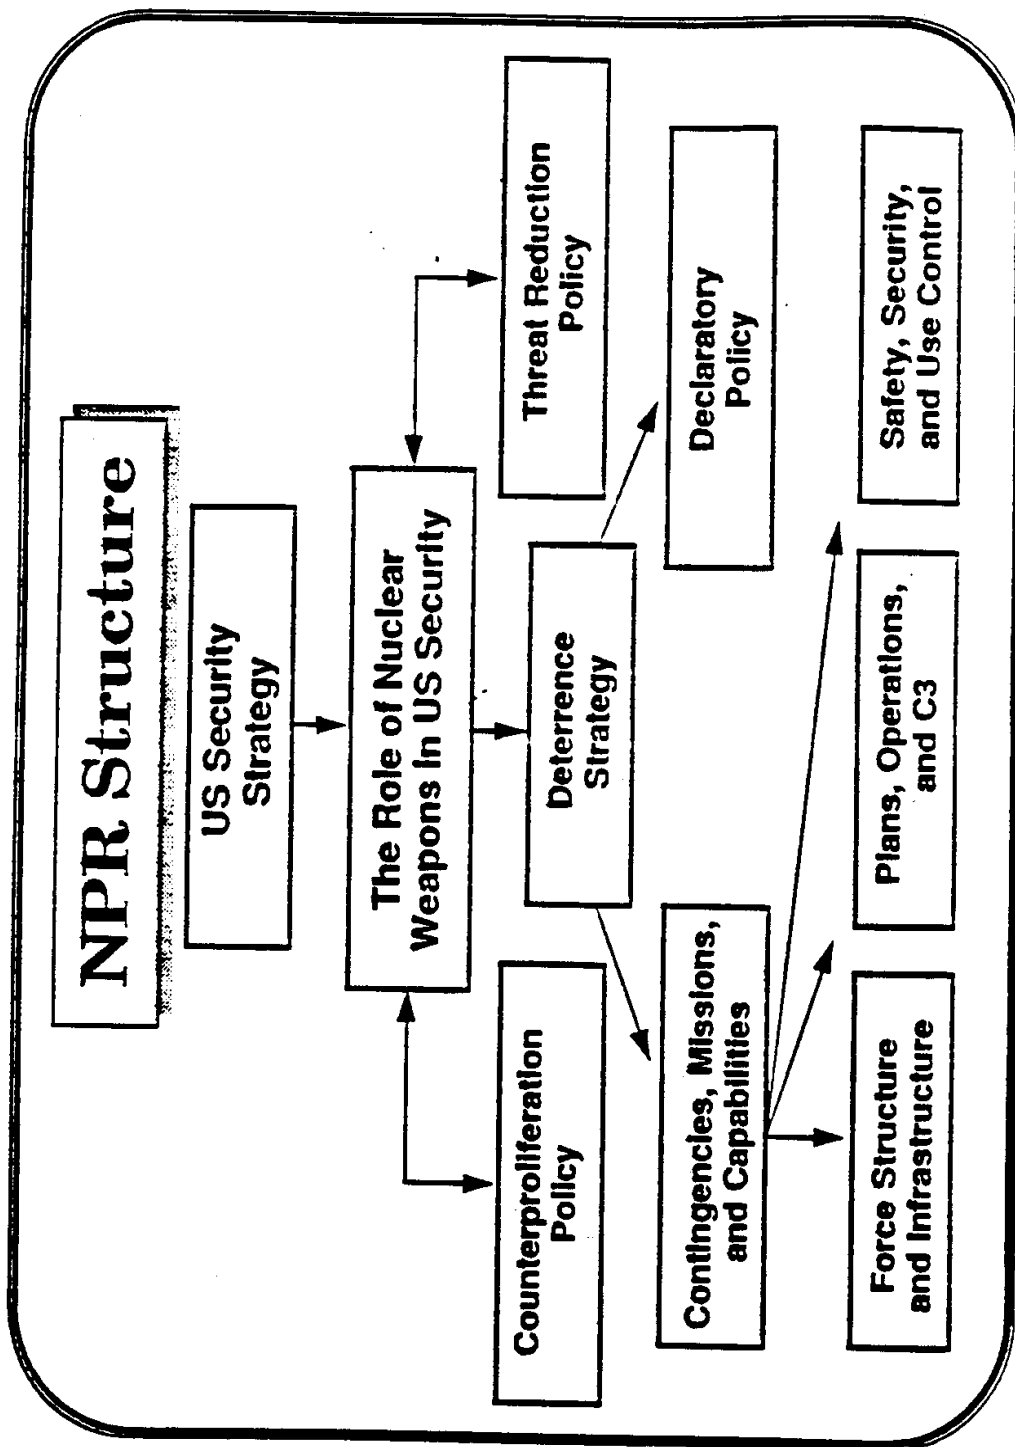 NPR Structure
US Security
Strategy
The Role of Nuclear
Weapons In US Security
Counterproliferation
Policy
Deterrence
Strategy
Threat Reduction
Policy
Contingencies, Missions,
and Capabilities
Declaratory
Policy
Force Structure
and Infrastructure
Plans, Operations,
and C3
Safety, Security,
and Use Control